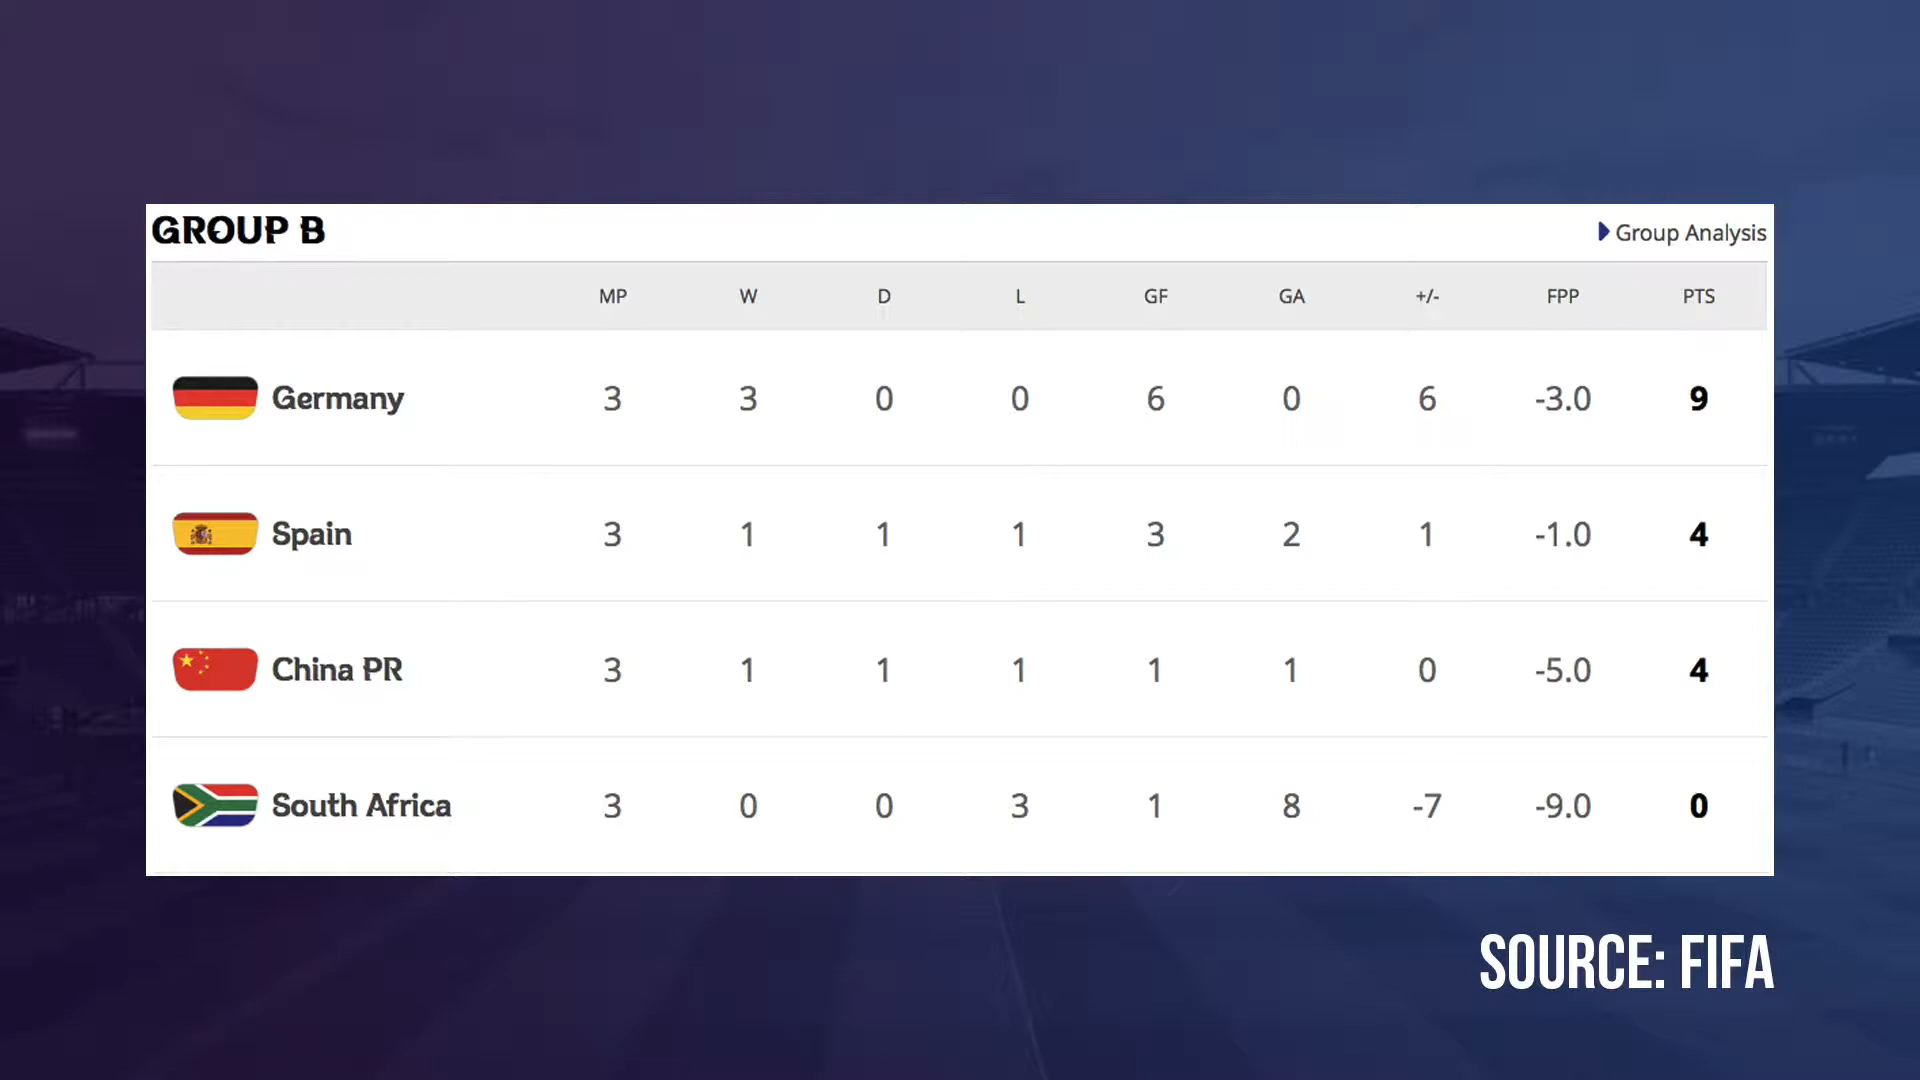 GROUP B
Group Analysis
MP W D L GF GA +/- FPP PTS
Germany 3 3 0 0 6 0 6 -3.0 9
Spain 3 1 1 1 3 2 1 -1.0 4
China PR 3 1 1 1 1 1 0 -5.0 4
South Africa 3 0 0 3 1 8 -7 -9.0 0
SOURCE: FIFA